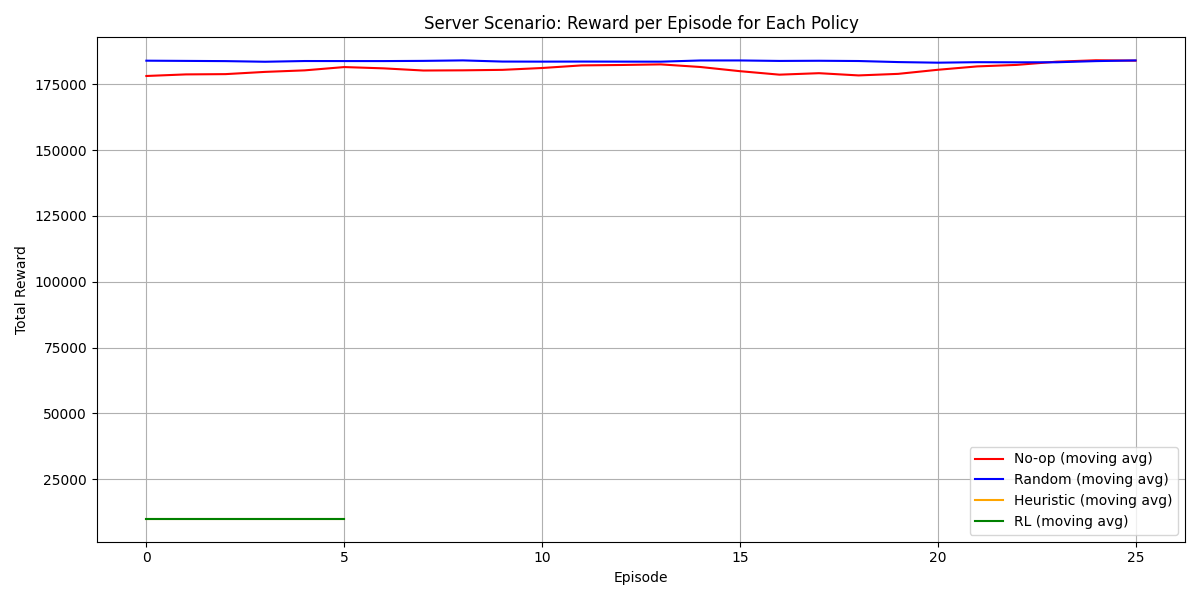 Server Scenario: Reward per Episode for Each Policy
Total Reward
175000
150000
125000
100000
75000
50000
25000
0
5
10
15
20
25
Episode
No-op (moving avg)
Random (moving avg)
Heuristic (moving avg)
RL (moving avg)